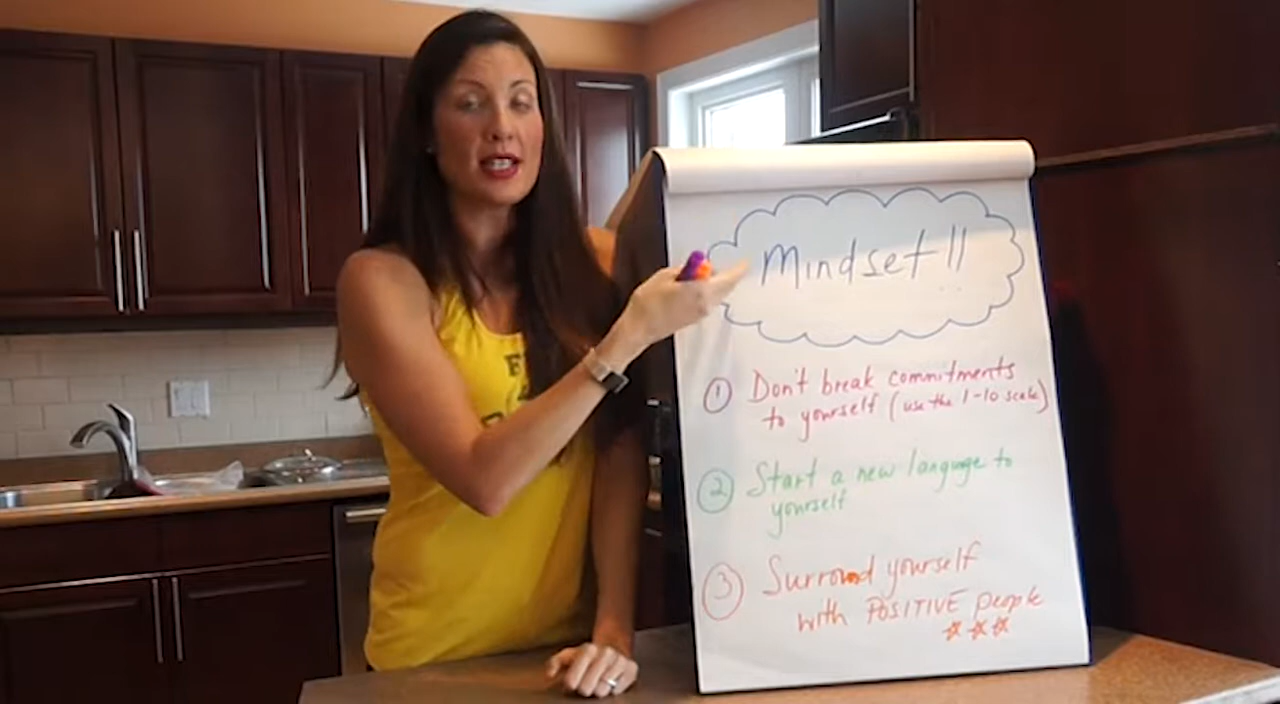 Mindset!!
1 Don't break commitments
to yourself (use the 1-10 scale)
2 Start a new language to
yourself
3 Surround yourself
with POSITIVE people